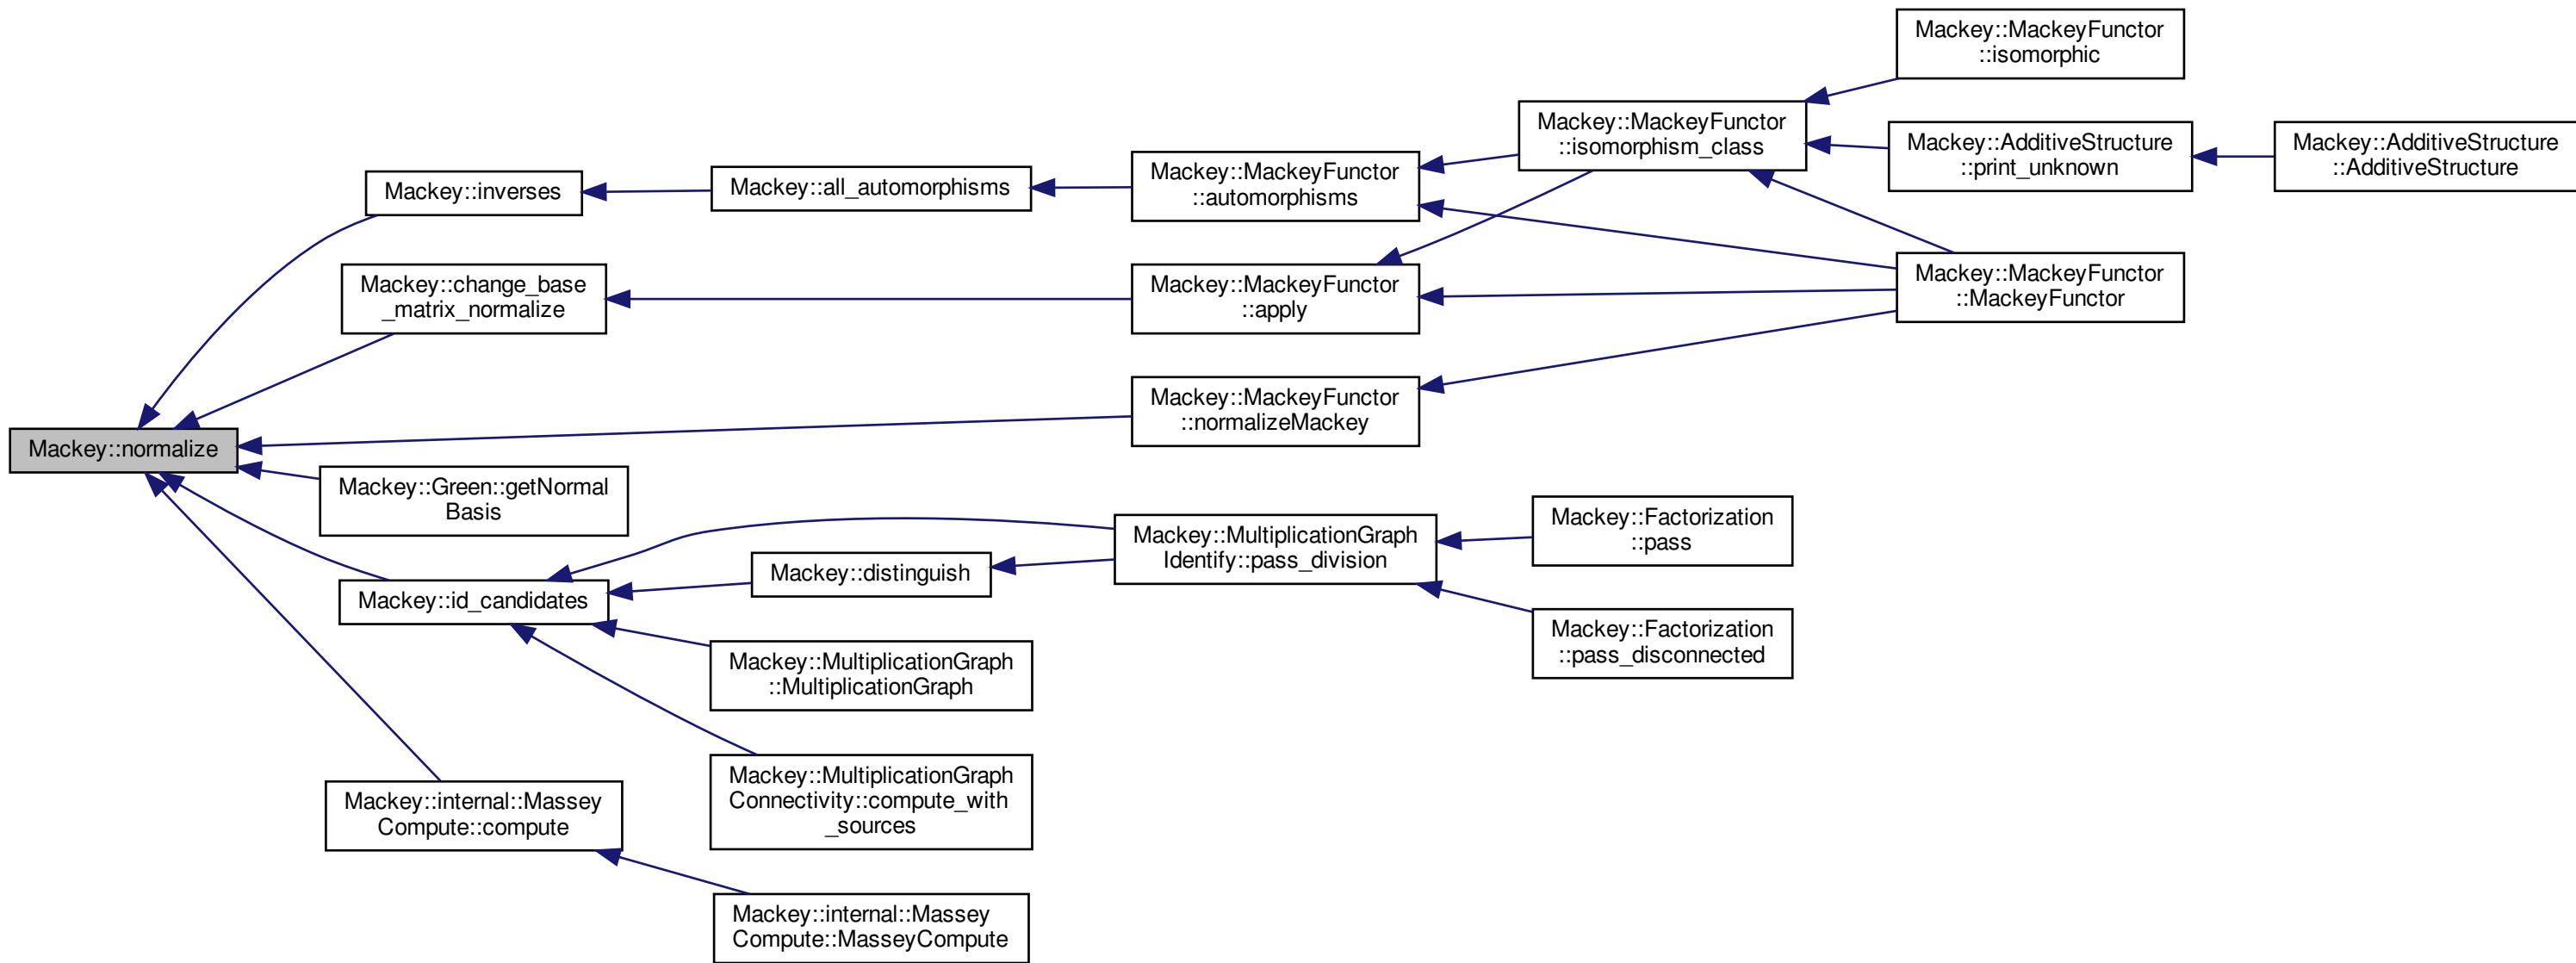 Mackey::MackeyFunctor
::isomorphic
Mackey::MackeyFunctor
::isomorphism_class
Mackey::AdditiveStructure
::print_unknown
Mackey::AdditiveStructure
::AdditiveStructure
Mackey::inverses
Mackey::all_automorphisms
Mackey::MackeyFunctor
::automorphisms
Mackey::change_base
_matrix_normalize
Mackey::MackeyFunctor
::apply
Mackey::MackeyFunctor
::MackeyFunctor
Mackey::MackeyFunctor
::normalizeMackey
Mackey::normalize
Mackey::Green::getNormal
Basis
Mackey::MultiplicationGraph
Identify::pass_division
Mackey::Factorization
::pass
Mackey::distinguish
Mackey::id_candidates
Mackey::Factorization
::pass_disconnected
Mackey::MultiplicationGraph
::MultiplicationGraph
Mackey::MultiplicationGraph
Connectivity::compute_with
_sources
Mackey::internal::Massey
Compute::compute
Mackey::internal::Massey
Compute::MasseyCompute